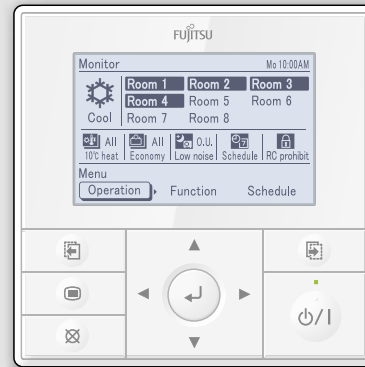 FUJITSU
Monitor Mo 10:00AM
Room 1 Room 2 Room 3
Room 4 Room 5 Room 6
Cool Room 7 Room 8
All All O.U.
10℃ heat Economy Low noise Schedule RC prohibit
Menu
Operation Function Schedule